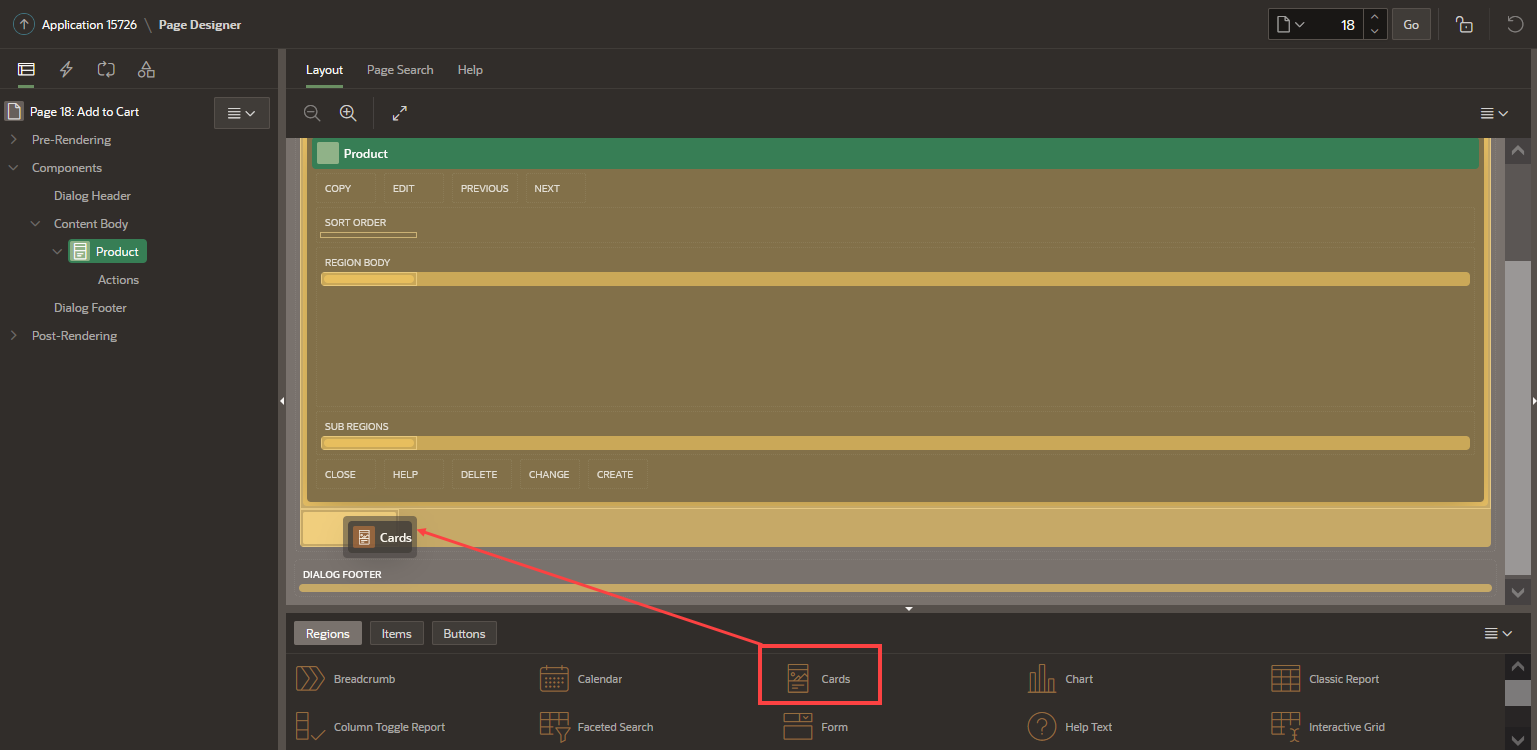 Application 15726 \ Page Designer
18
Go
Layout
Page Search
Help
Page 18: Add to Cart
Pre-Rendering
Components
Dialog Header
Content Body
Product
Actions
Dialog Footer
Post-Rendering
Product
COPY
EDIT
PREVIOUS
NEXT
SORT ORDER
REGION BODY
SUB REGIONS
CLOSE
HELP
DELETE
CHANGE
CREATE
Cards
DIALOG FOOTER
Regions
Items
Buttons
Breadcrumb
Calendar
Cards
Chart
Classic Report
Column Toggle Report
Faceted Search
Form
Help Text
Interactive Grid